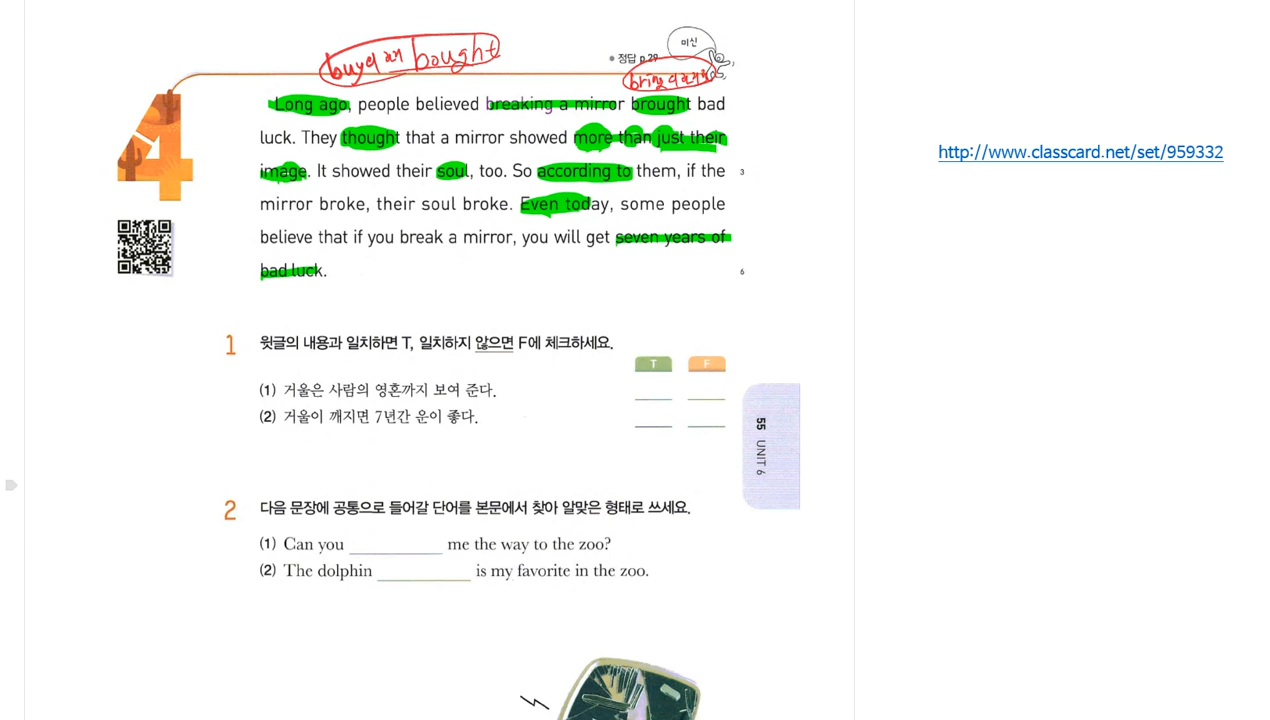 buy의 과거 bought
미신
● 정답 p.29
bring의 과거형
4
Long ago, people believed breaking a mirror brought bad
luck. They thought that a mirror showed more than just their
image. It showed their soul, too. So according to them, if the
3
mirror broke, their soul broke. Even today, some people
believe that if you break a mirror, you will get seven years of
bad luck.
6
http://www.classcard.net/set/959332
1 윗글의 내용과 일치하면 T, 일치하지 않으면 F에 체크하세요.
T F
(1) 거울은 사람의 영혼까지 보여 준다.
(2) 거울이 깨지면 7년간 운이 좋다.
55 UNIT 6
2 다음 문장에 공통으로 들어갈 단어를 본문에서 찾아 알맞은 형태로 쓰세요.
(1) Can you __________ me the way to the zoo?
(2) The dolphin __________ is my favorite in the zoo.